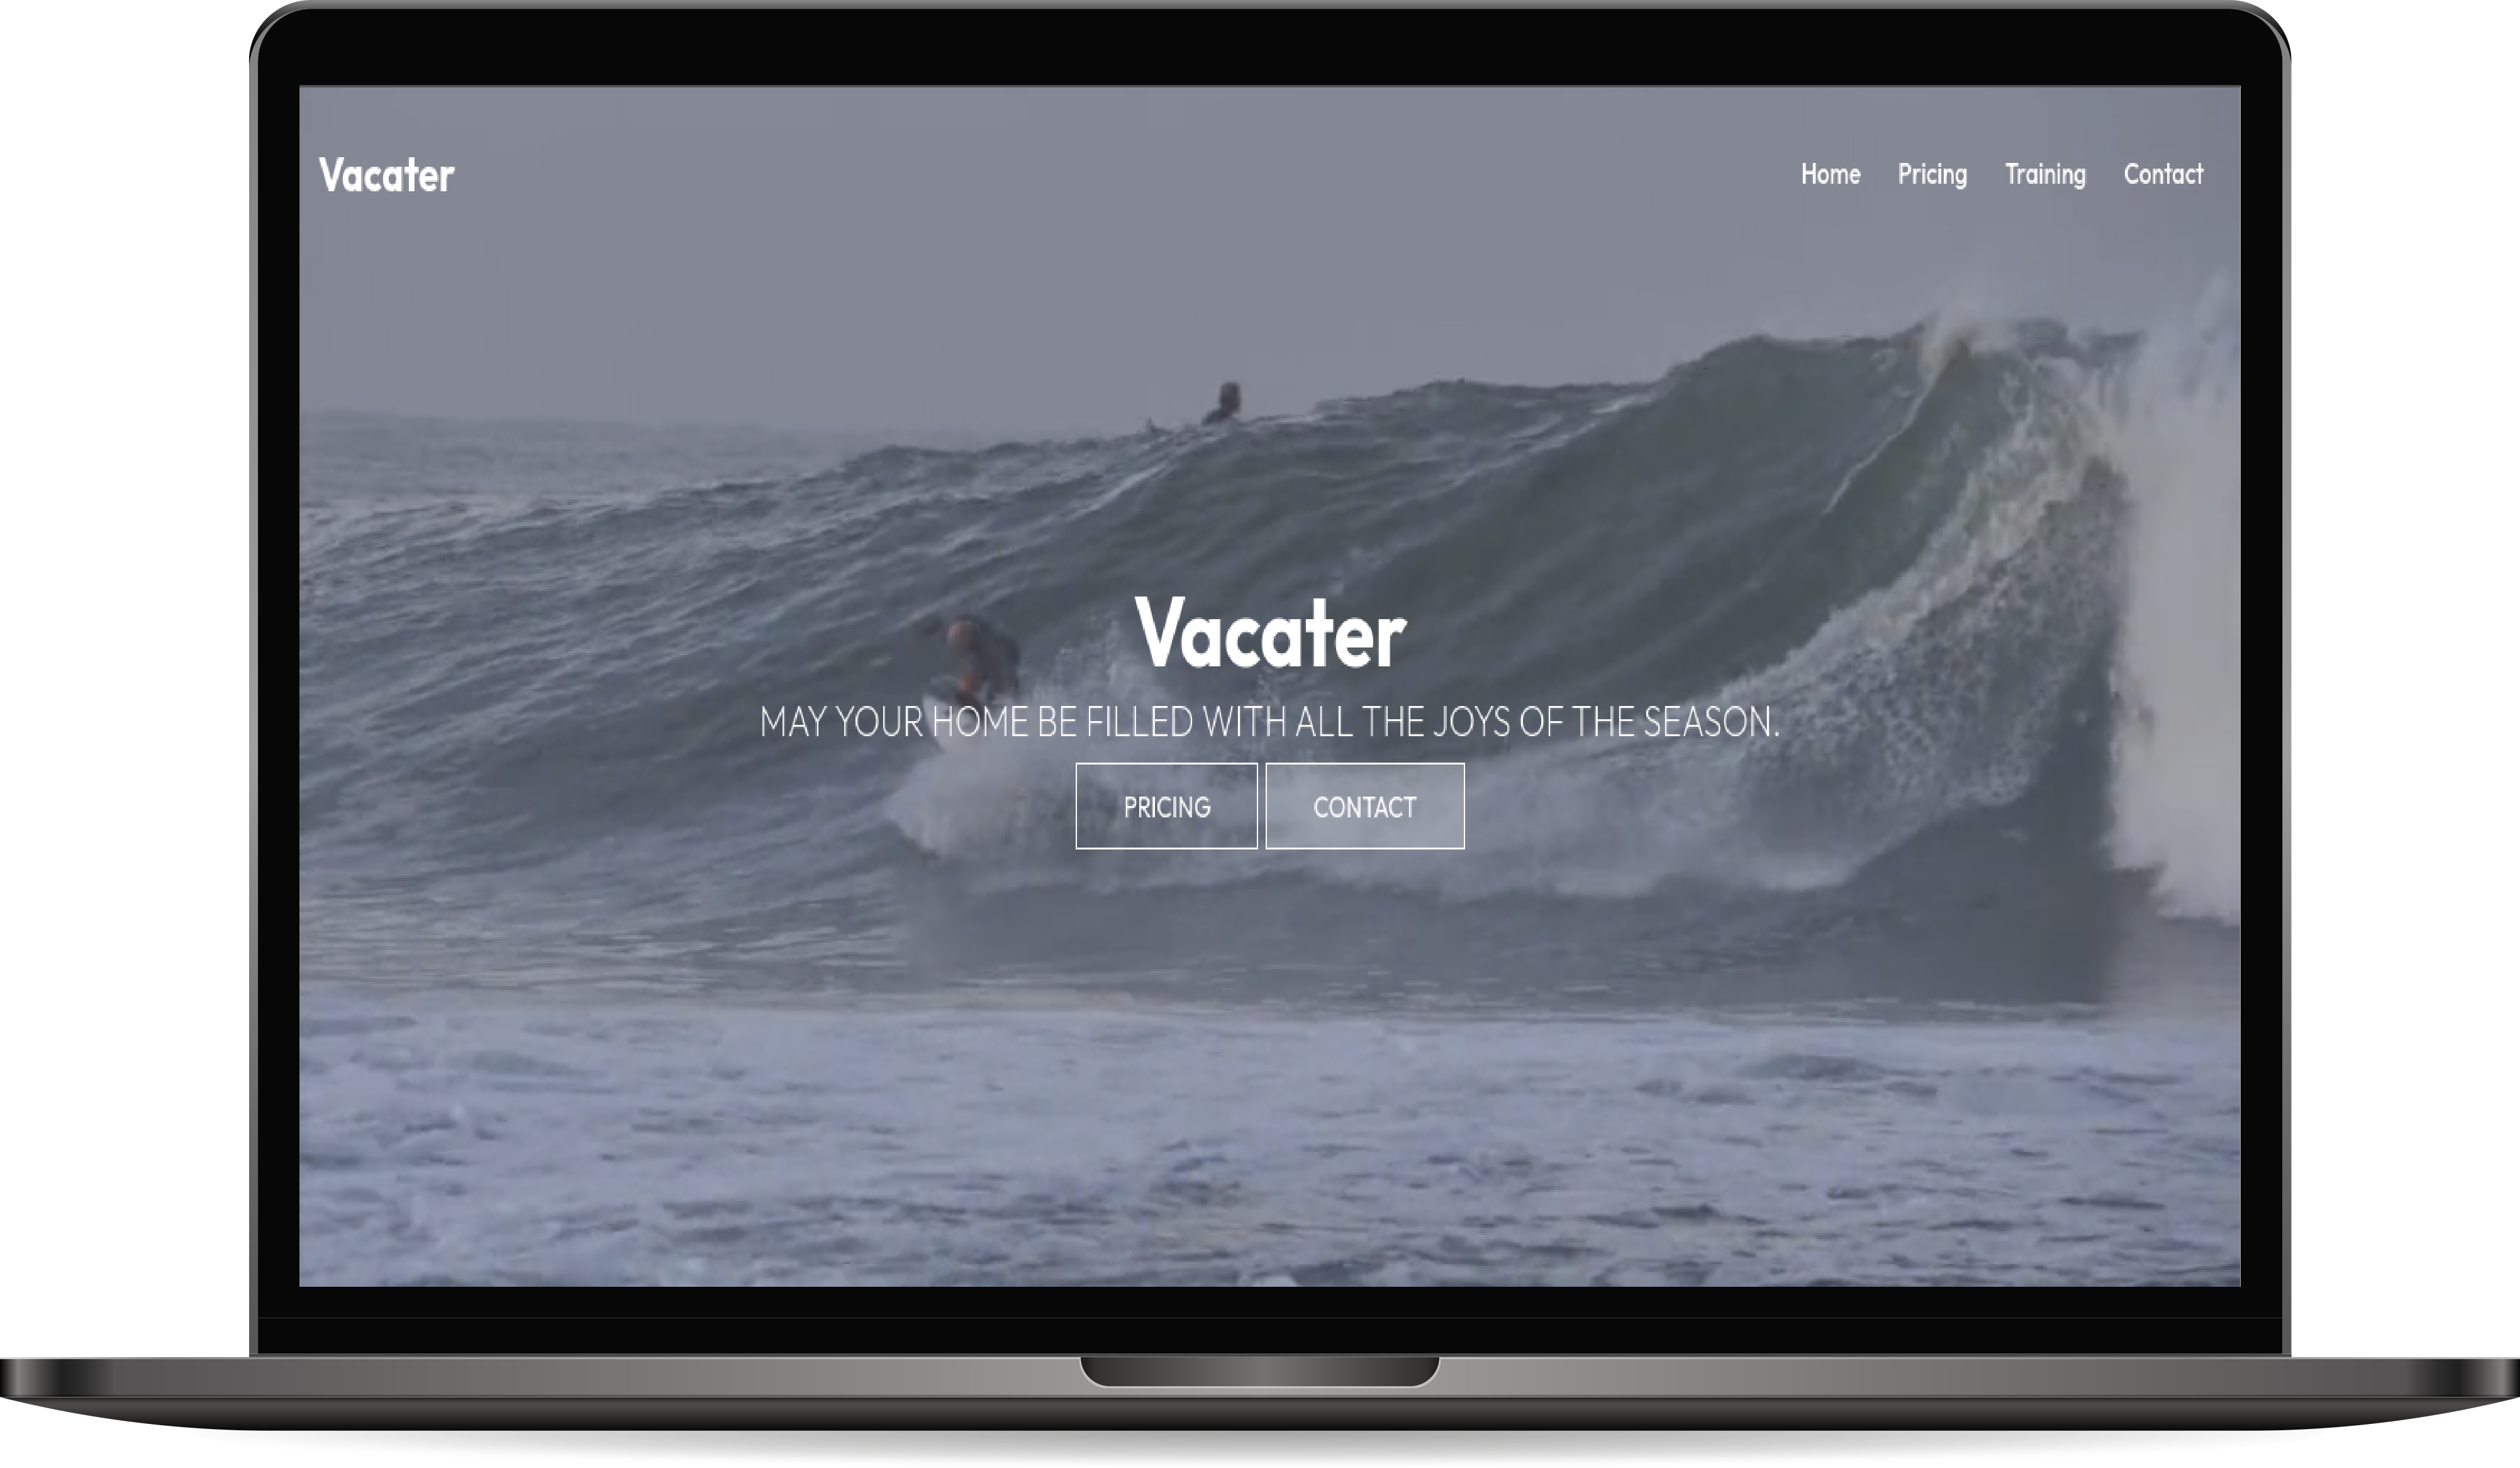 Vacater
Home Pricing Training Contact
Vacater
MAY YOUR HOME BE FILLED WITH ALL THE JOYS OF THE SEASON.
PRICING CONTACT